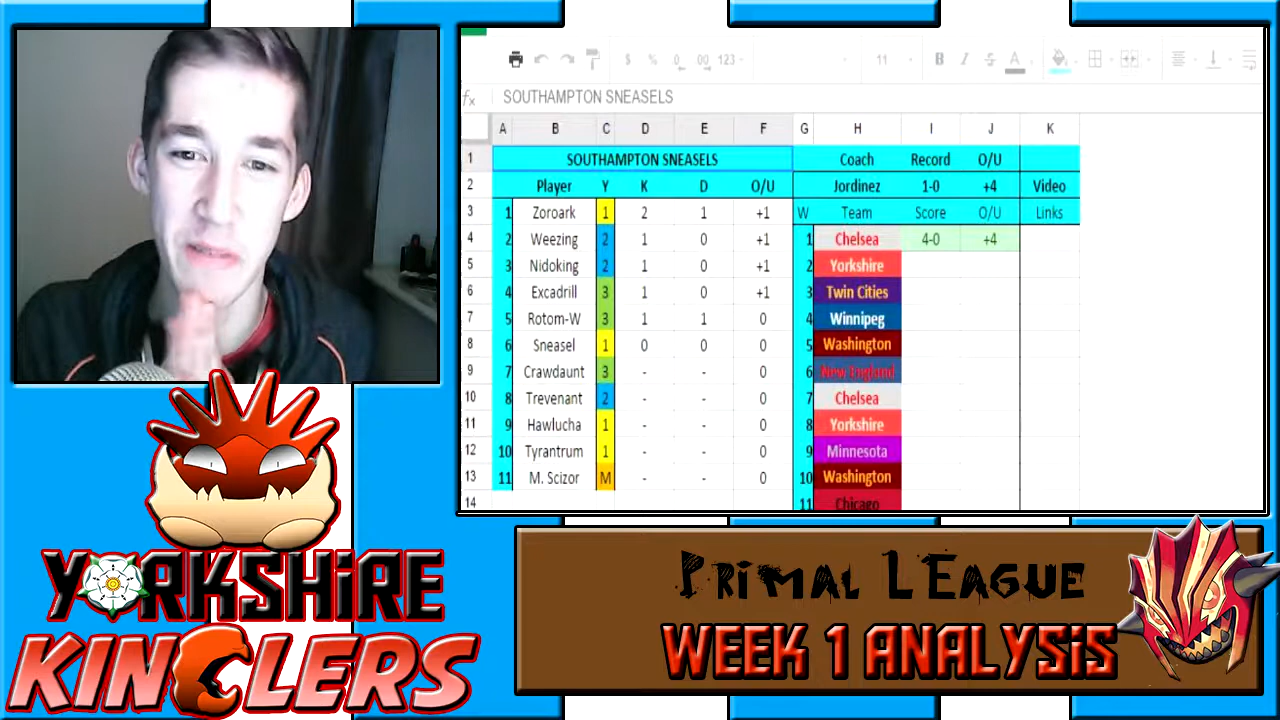 $ % .0 .00 123 11 B I S A
fx SOUTHAMPTON SNEASELS
A B C D E F G H I J K
1 SOUTHAMPTON SNEASELS Coach Record O/U
2 Player Y K D O/U Jordinez 1-0 +4 Video
3 1 Zoroark 1 2 1 +1 W Team Score O/U Links
4 2 Weezing 2 1 0 +1 1 Chelsea 4-0 +4
5 3 Nidoking 2 1 0 +1 2 Yorkshire
6 4 Excadrill 3 1 0 +1 3 Twin Cities
7 5 Rotom-W 3 1 1 0 4 Winnipeg
8 6 Sneasel 1 0 0 0 5 Washington
9 7 Crawdaunt 3 - - 0 6 New England
10 8 Trevenant 2 - - 0 7 Chelsea
11 9 Hawlucha 1 - - 0 8 Yorkshire
12 10 Tyrantrum 1 - - 0 9 Minnesota
13 11 M. Scizor M - - 0 10 Washington
14 11 Chicago
YORKSHIRE
KINCLERS
PRIMAL LEAGUE
WEEK 1 ANALYSIS